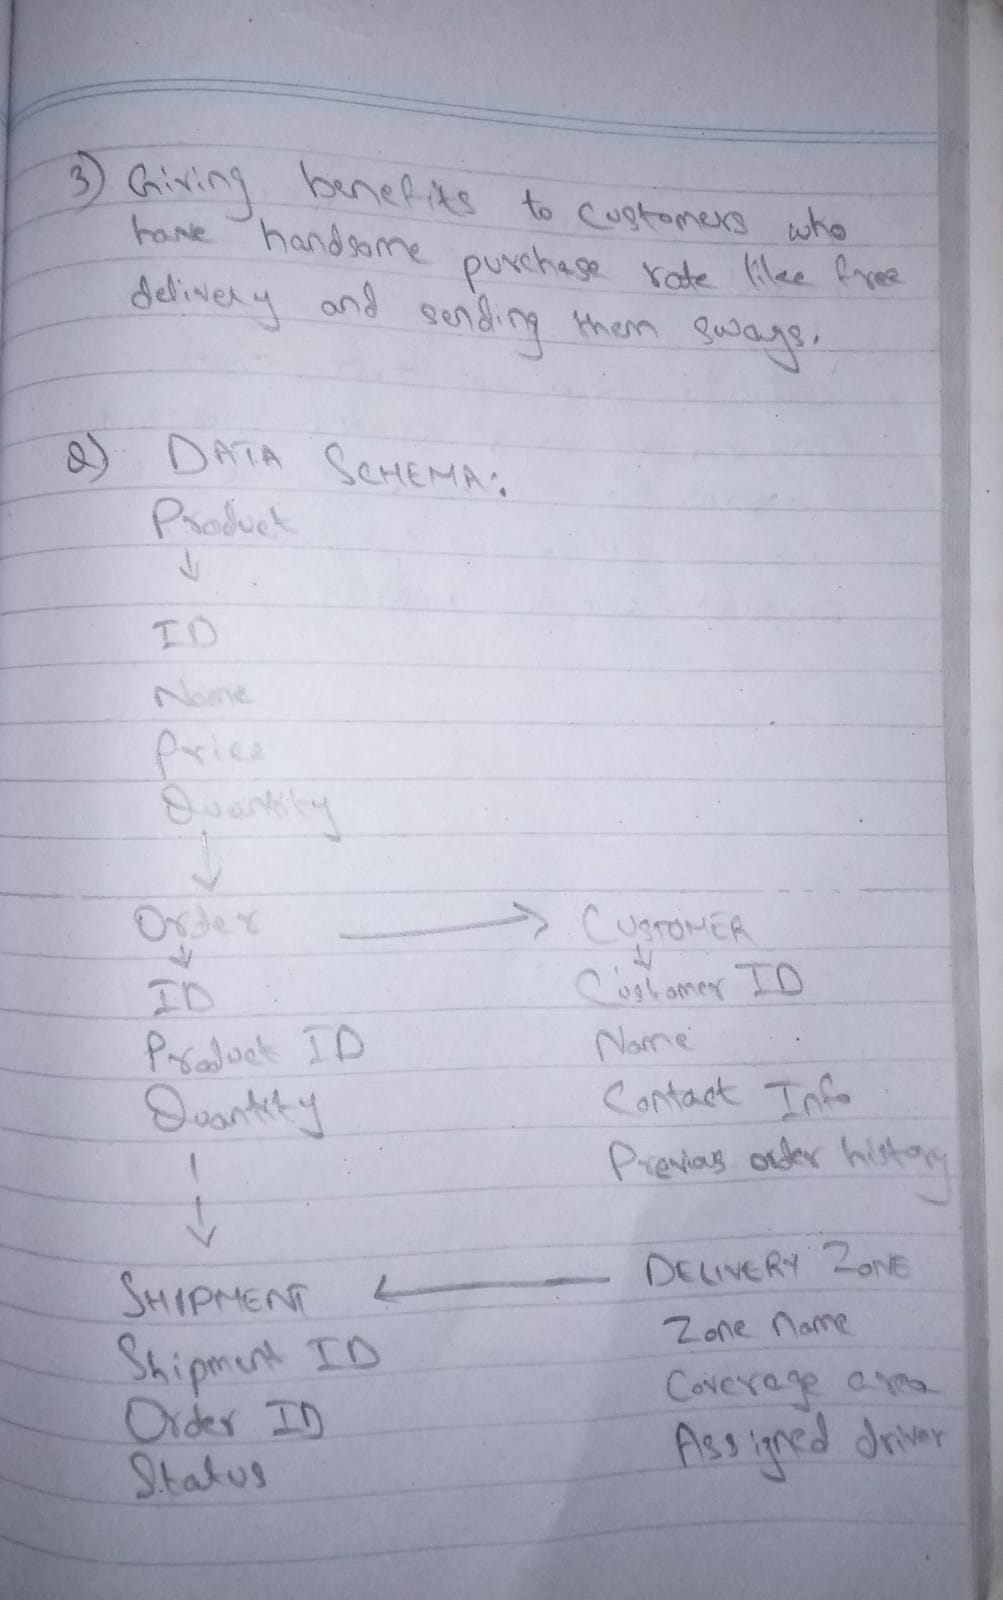 3) Giving benefits to customers who
have handsome purchase rate like free
delivery and sending them sways.
2) DATA SCHEMA:
Product
↓
ID
Name
Price
Quantity
↓
Order → CUSTOMER
↓ ↓
ID Customer ID
Product ID Name
Quantity Contact Info
Previous order history
↓
SHIPMENT ← DELIVERY ZONE
Shipment ID Zone Name
Order ID Coverage area
Status Assigned driver